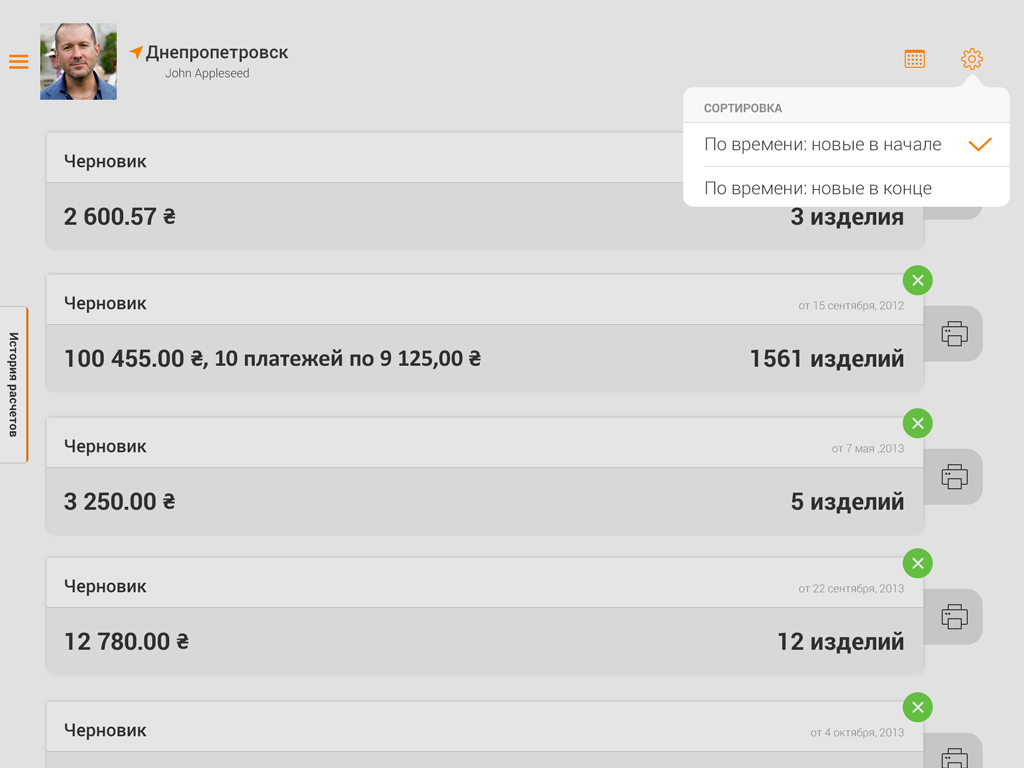 Днепропетровск
John Appleseed
СОРТИРОВКА
По времени: новые в начале
По времени: новые в конце
Черновик
2 600.57 ₴
3 изделия
Черновик
от 15 сентября, 2012
100 455.00 ₴, 10 платежей по 9 125,00 ₴
1561 изделий
История расчетов
Черновик
от 7 мая ,2013
3 250.00 ₴
5 изделий
Черновик
от 22 сентября, 2013
12 780.00 ₴
12 изделий
Черновик
от 4 октября, 2013